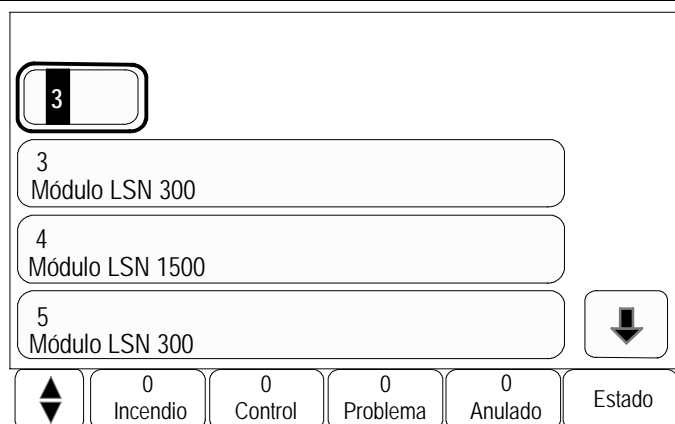 3
3
Módulo LSN 300
4
Módulo LSN 1500
5
Módulo LSN 300
0
Incendio
0
Control
0
Problema
0
Anulado
Estado